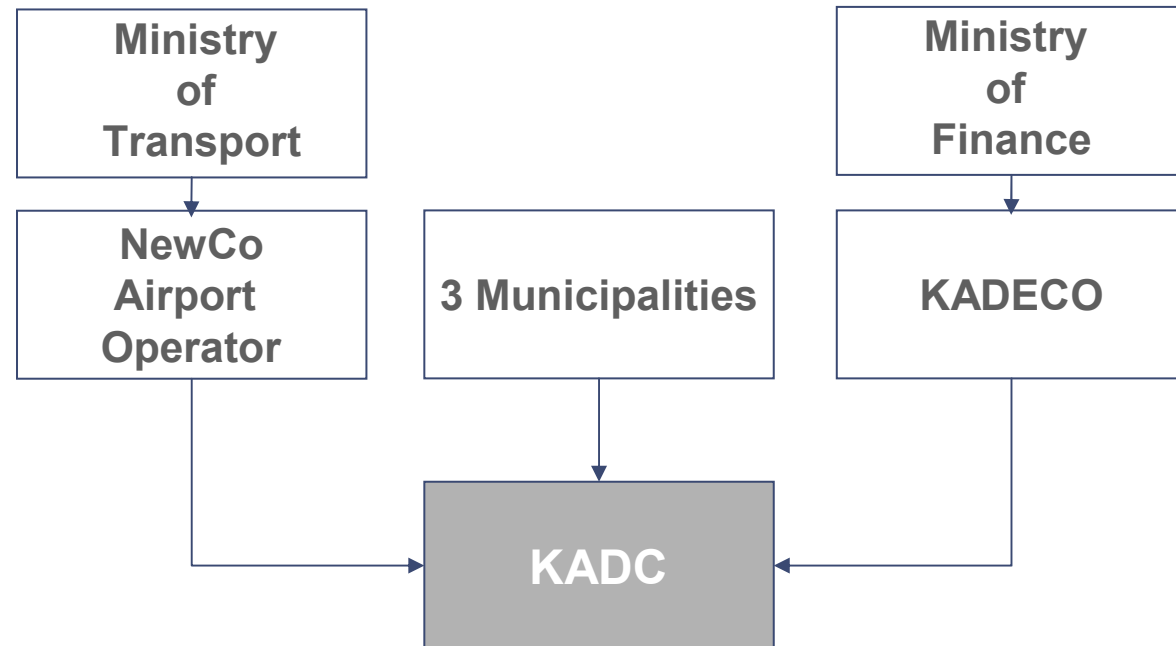 Ministry
of
Transport
Ministry
of
Finance
NewCo
Airport
Operator
3 Municipalities
KADECO
KADC